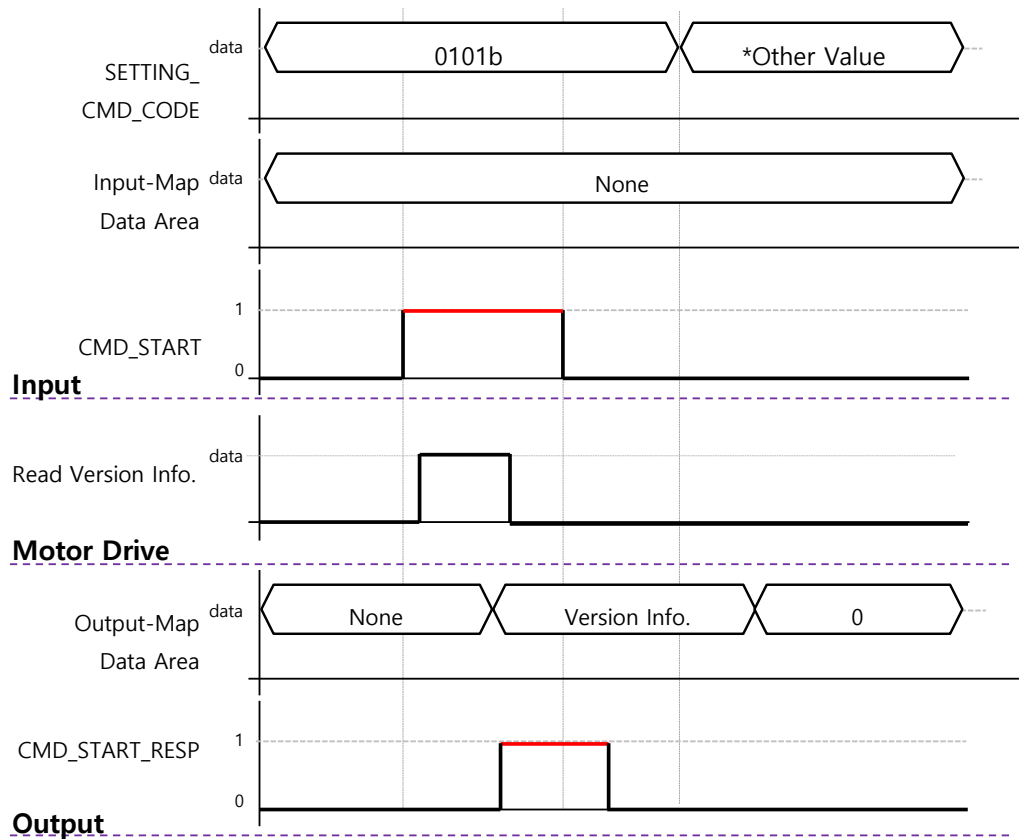 data
0101b
*Other Value
SETTING_
CMD_CODE
Input-Map
data
None
Data Area
1
CMD_START
0
Input
data
Read Version Info.
Motor Drive
data
None
Version Info.
0
Output-Map
Data Area
1
CMD_START_RESP
0
Output